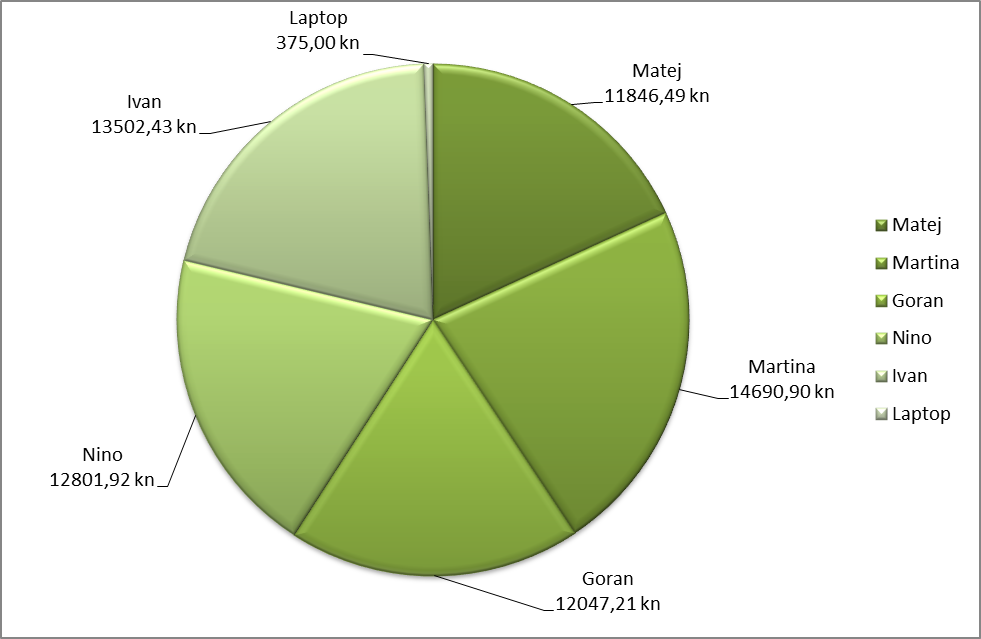 Laptop
375,00 kn
Matej
11846,49 kn
Ivan
13502,43 kn
Martina
14690,90 kn
Nino
12801,92 kn
Goran
12047,21 kn
Matej
Martina
Goran
Nino
Ivan
Laptop